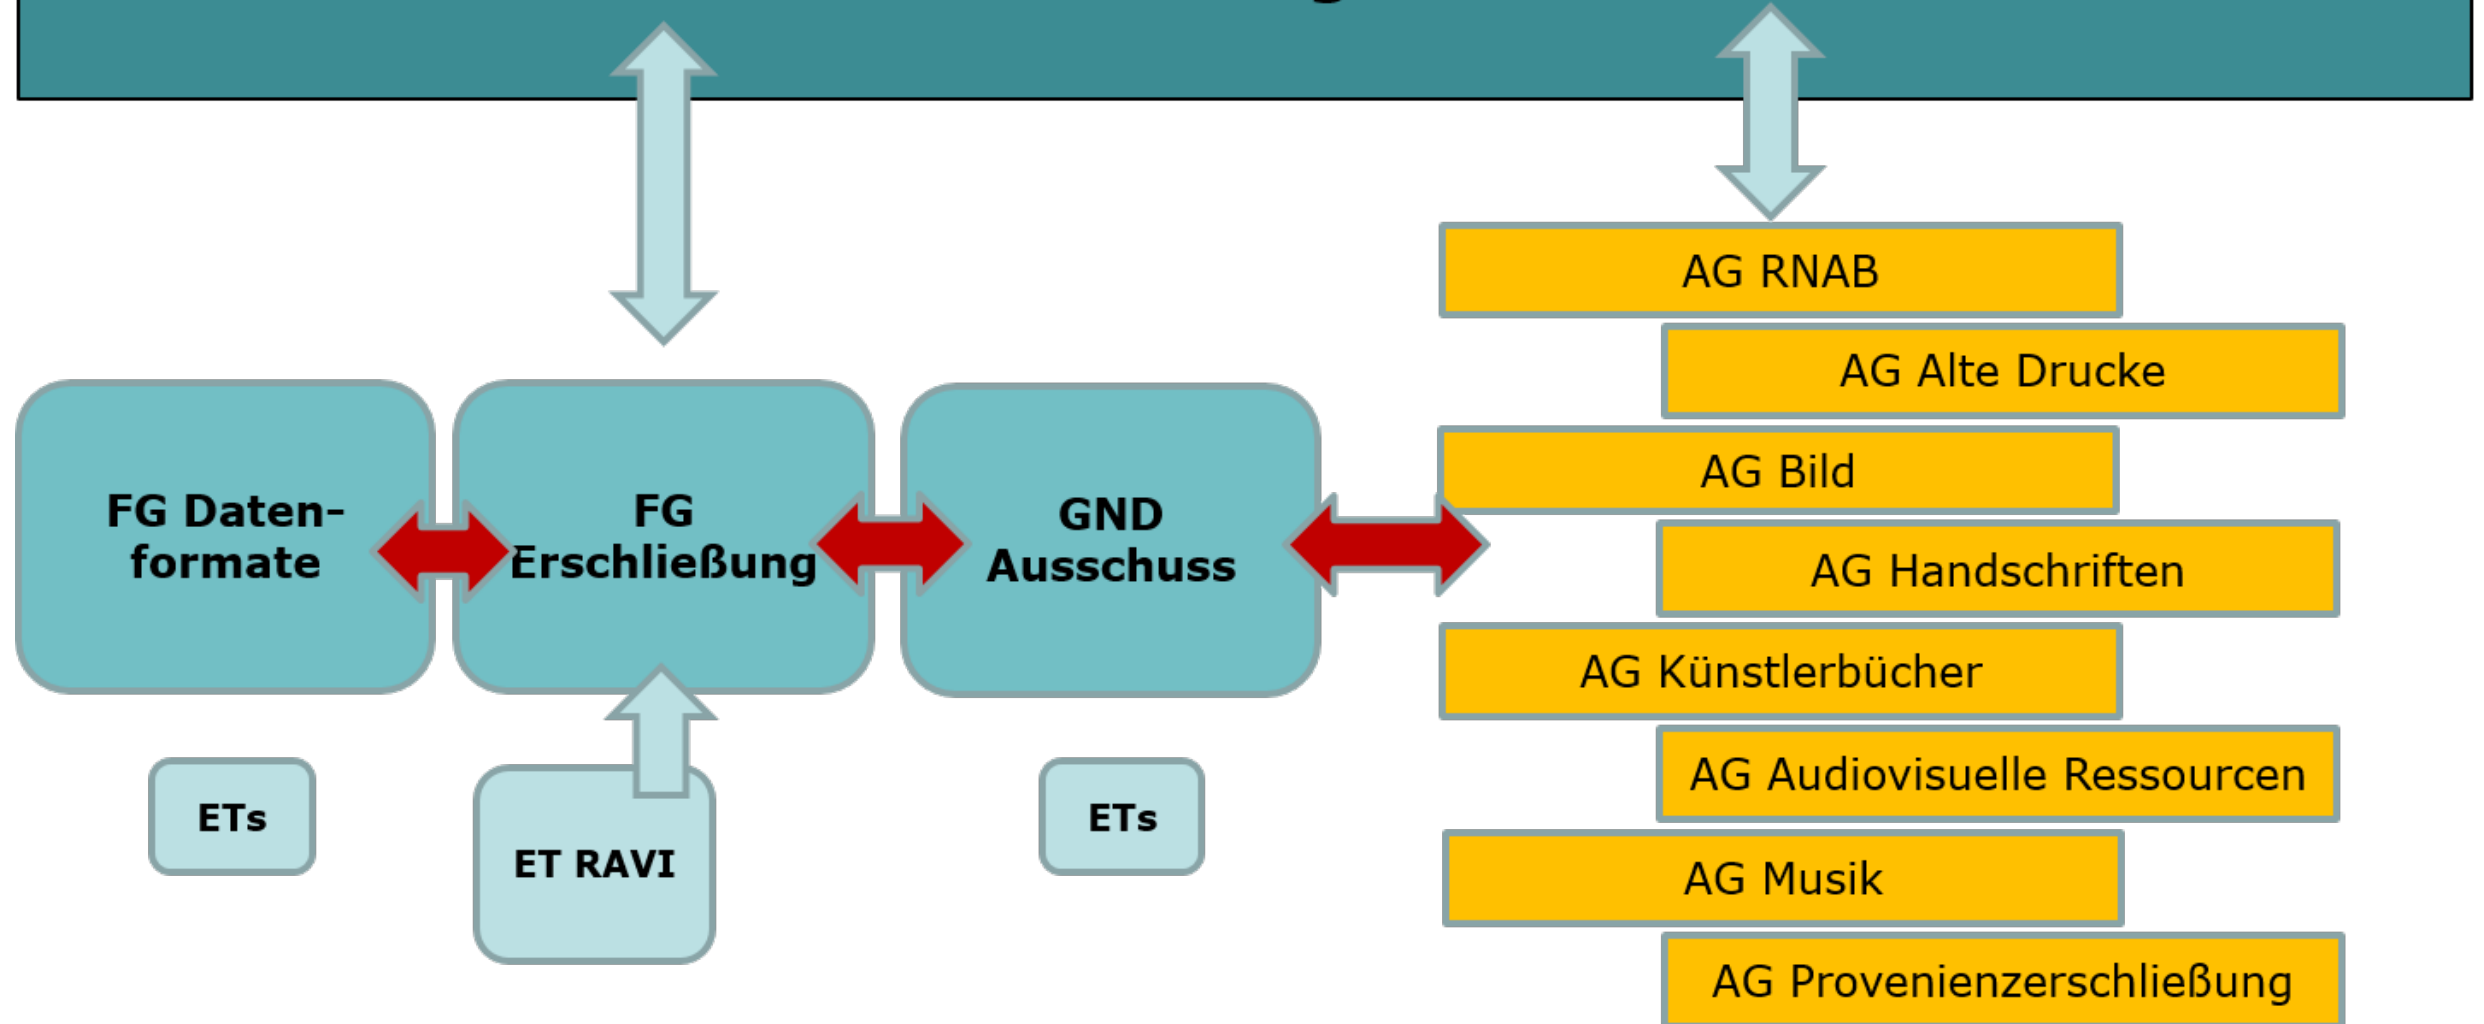 FG Daten-
formate
FG
Erschließung
GND
Ausschuss
ETs
ET RAVI
ETs
AG RNAB
AG Alte Drucke
AG Bild
AG Handschriften
AG Künstlerbücher
AG Audiovisuelle Ressourcen
AG Musik
AG Provenienzerschließung